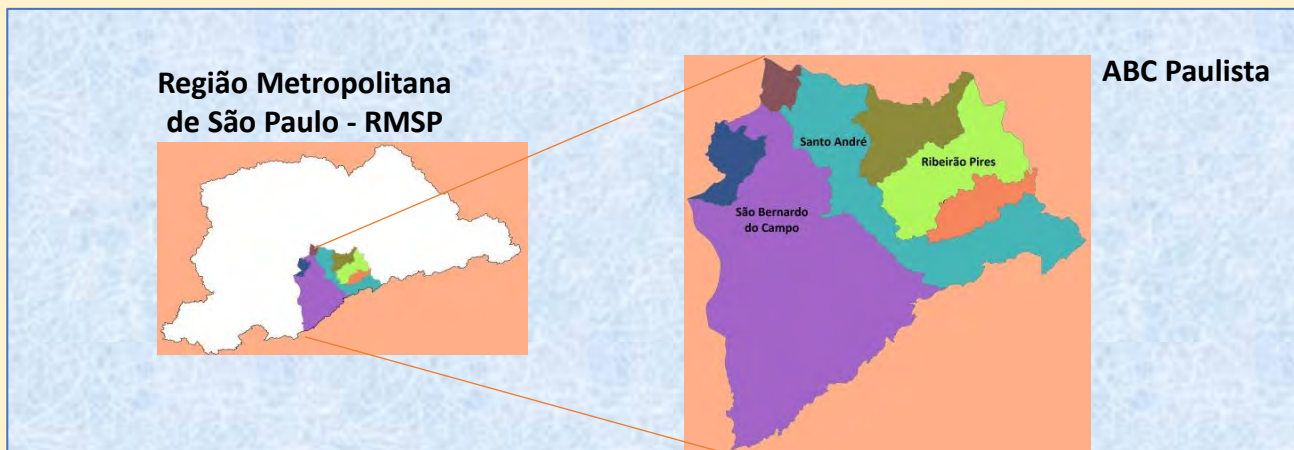 Região Metropolitana
de São Paulo - RMSP
ABC Paulista
Santo André
Ribeirão Pires
São Bernardo
do Campo